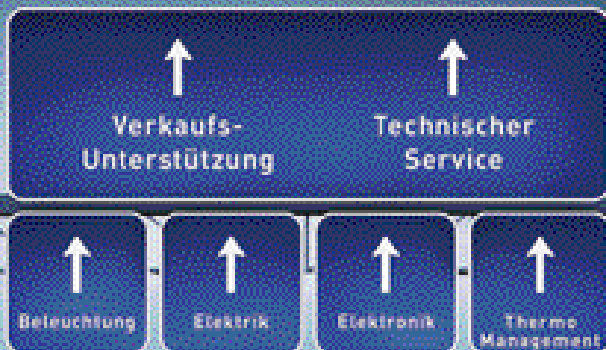 Verkaufs-
Unterstützung
Technischer
Service
Beleuchtung
Elektrik
Elektronik
Thermo
Management